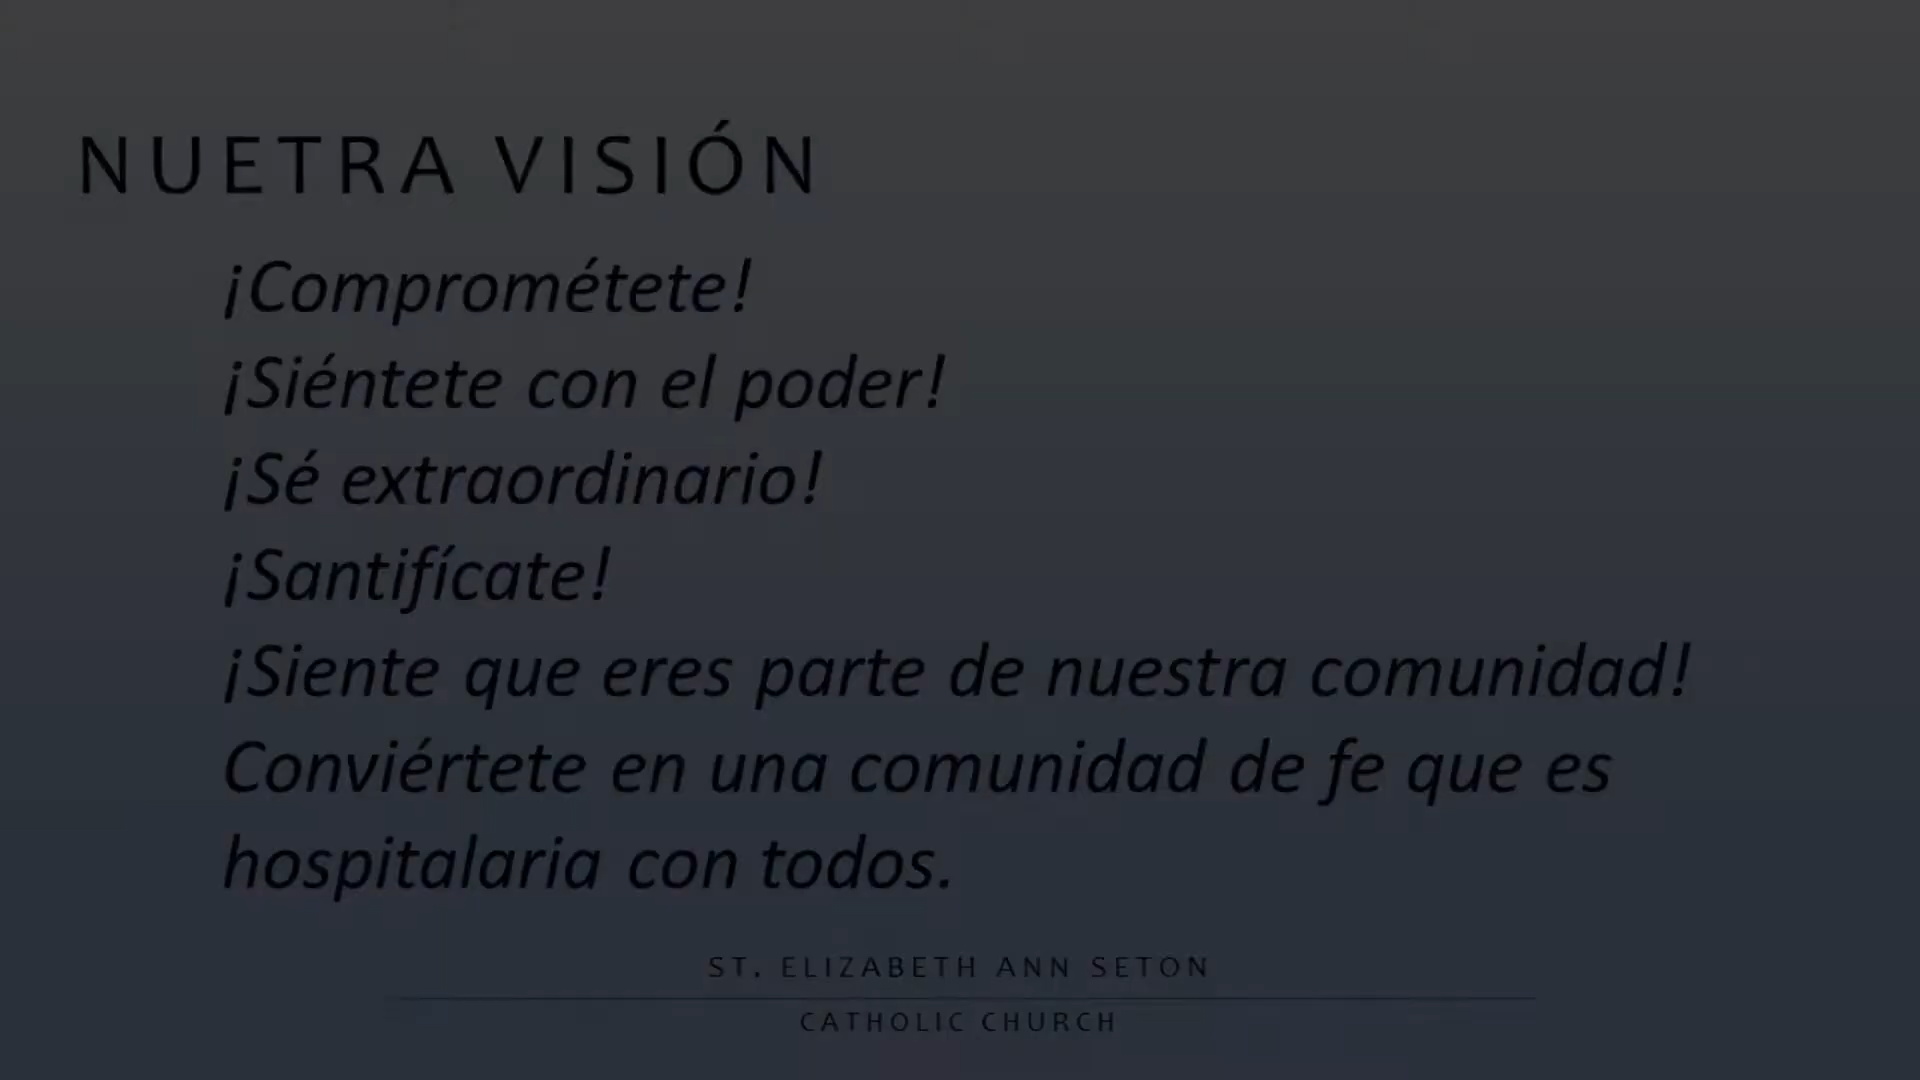 NUETRA VISIÓN
¡Comprométete!
¡Siéntete con el poder!
¡Sé extraordinario!
¡Santifícate!
¡Siente que eres parte de nuestra comunidad!
Conviértete en una comunidad de fe que es
hospitalaria con todos.
ST. ELIZABETH ANN SETON
CATHOLIC CHURCH